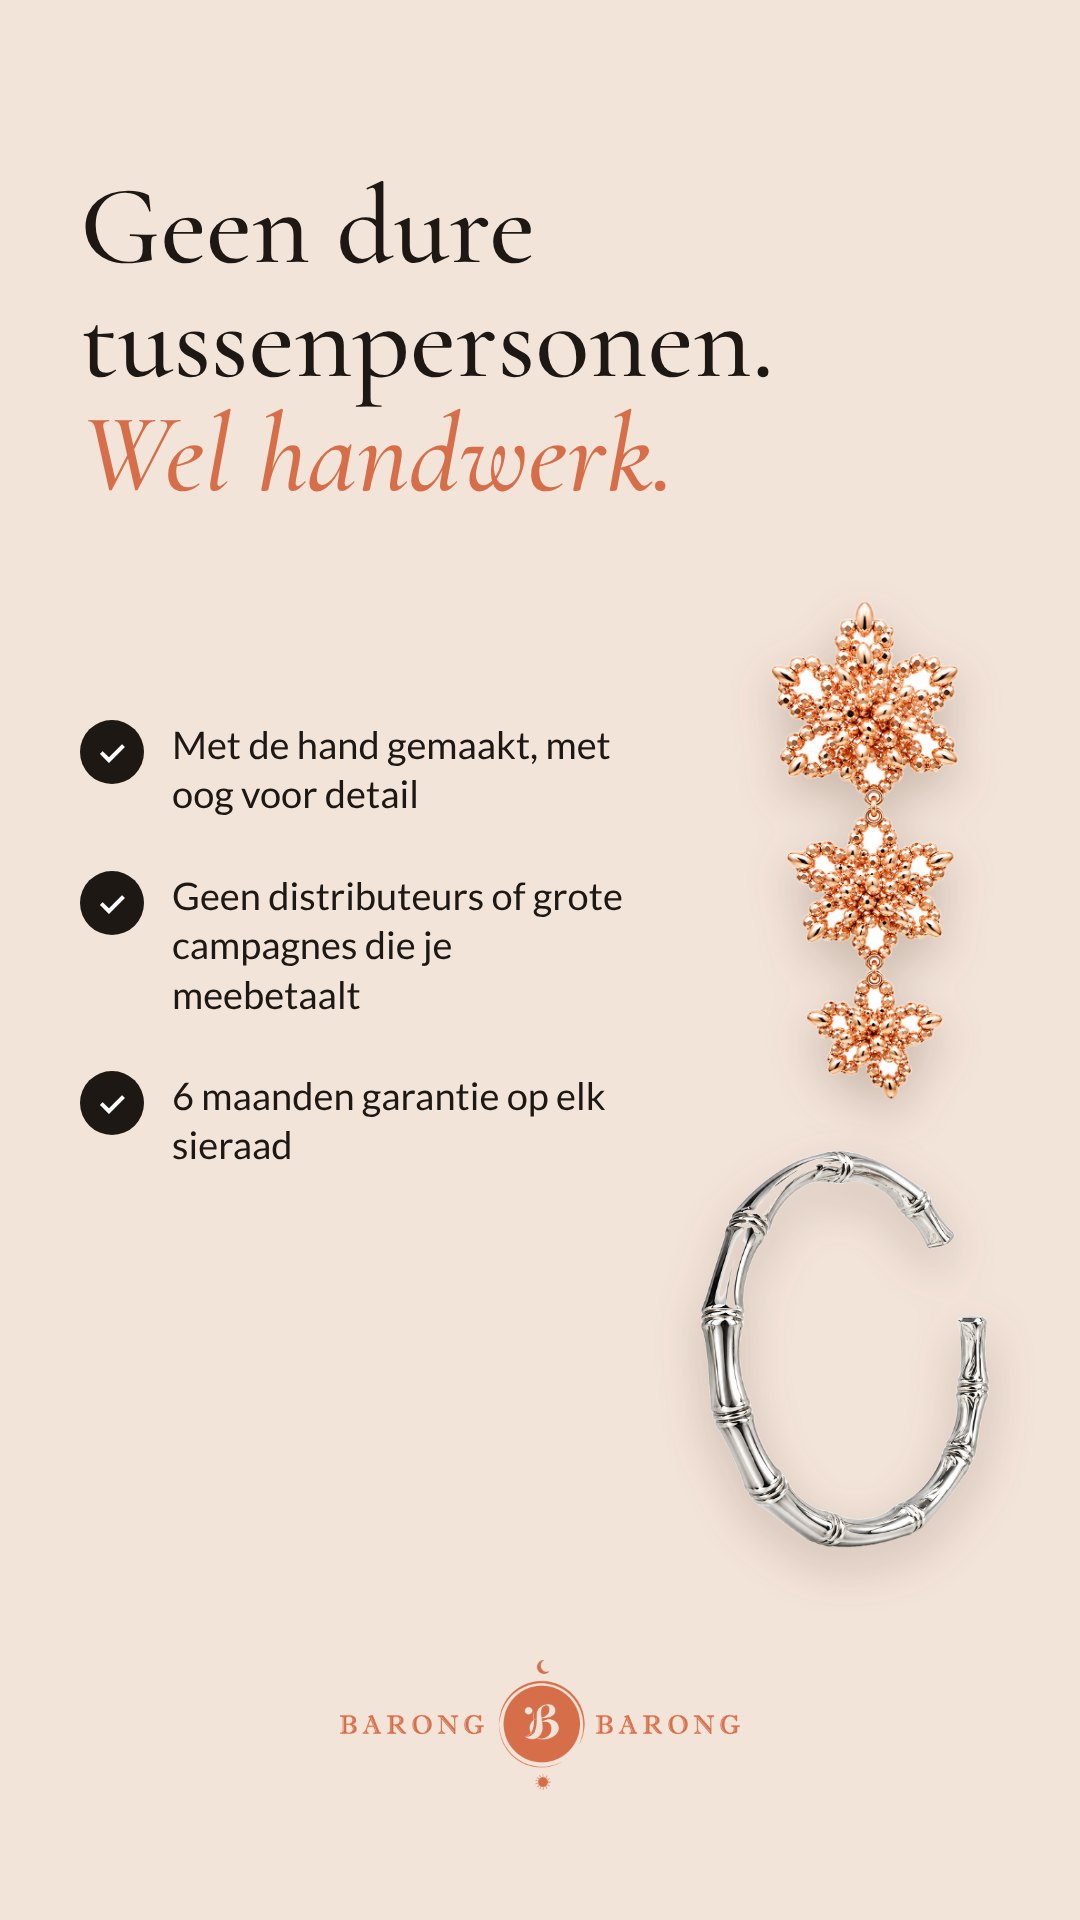 Geen dure
tussenpersonen.
Wel handwerk.
Met de hand gemaakt, met
oog voor detail
Geen distributeurs of grote
campagnes die je
meebetaalt
6 maanden garantie op elk
sieraad
BARONG B BARONG